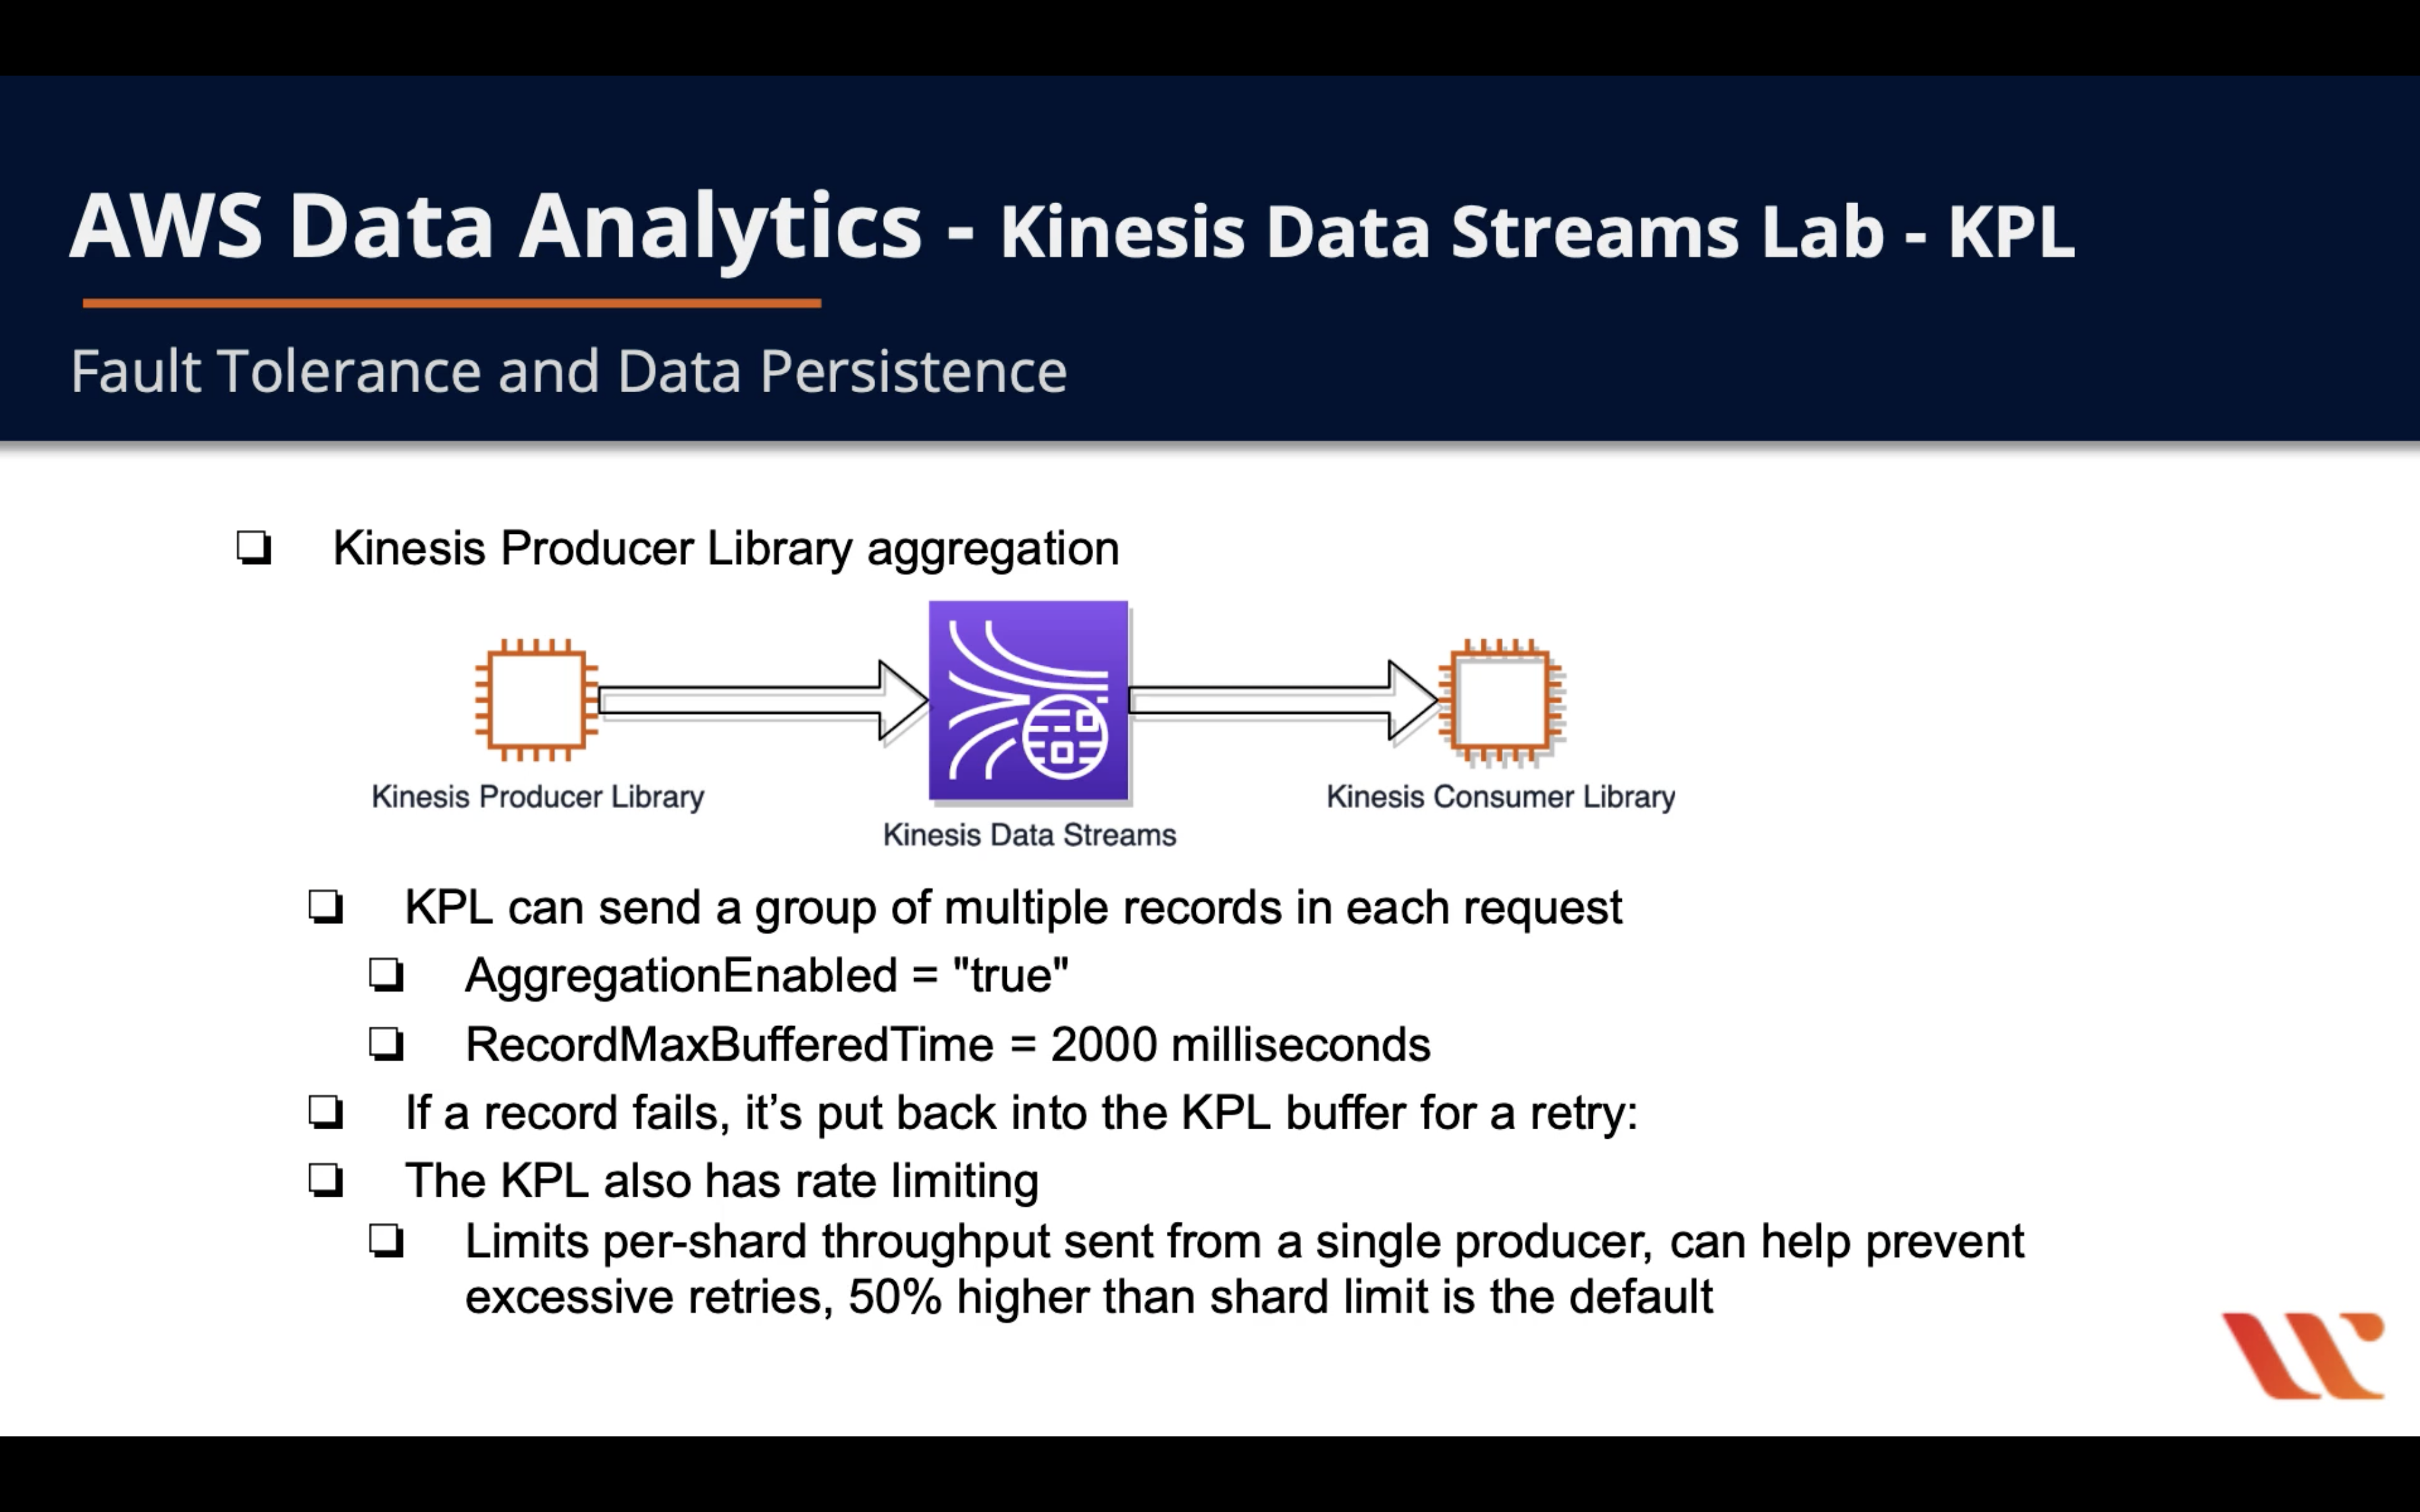 AWS Data Analytics - Kinesis Data Streams Lab - KPL
Fault Tolerance and Data Persistence
Kinesis Producer Library aggregation
Kinesis Producer Library
Kinesis Data Streams
Kinesis Consumer Library
KPL can send a group of multiple records in each request
AggregationEnabled = "true"
RecordMaxBufferedTime = 2000 milliseconds
If a record fails, it’s put back into the KPL buffer for a retry:
The KPL also has rate limiting
Limits per-shard throughput sent from a single producer, can help prevent
excessive retries, 50% higher than shard limit is the default